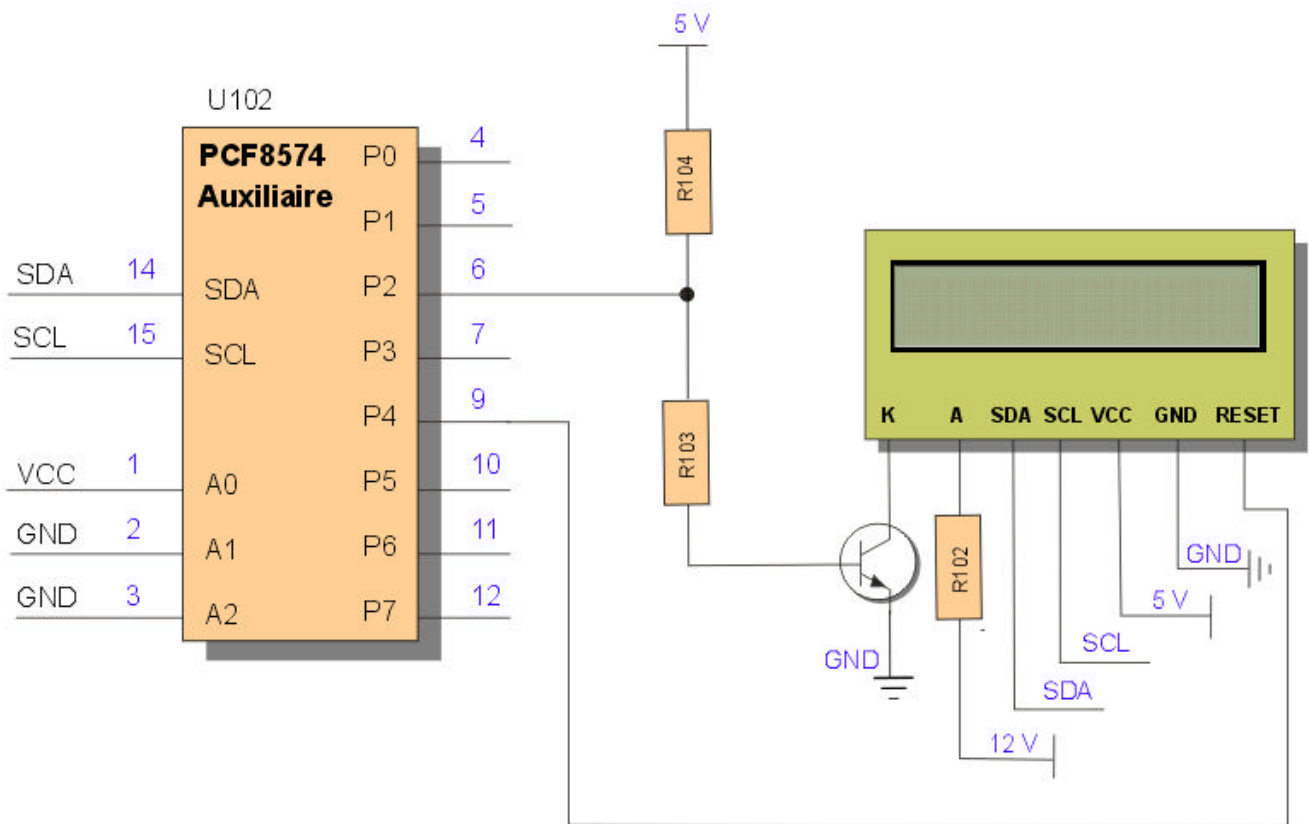 5 V
U102
PCF8574
Auxiliaire
P0
4
P1
5
R104
SDA
14
SDA
P2
6
SCL
15
SCL
P3
7
P4
9
R103
K A SDA SCL VCC GND RESET
VCC
1
A0
P5
10
GND
2
A1
P6
11
R102
GND
GND
3
A2
P7
12
5 V
GND
SCL
SDA
12 V